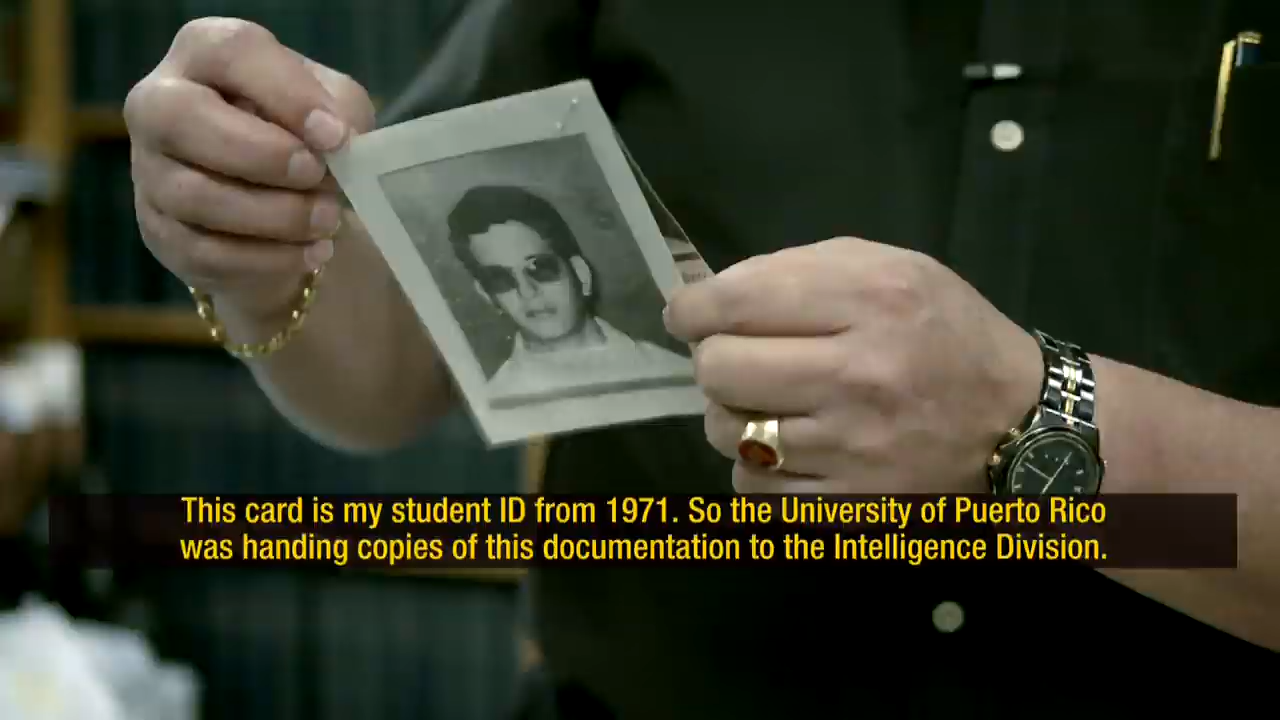 This card is my student ID from 1971. So the University of Puerto Rico
was handing copies of this documentation to the Intelligence Division.